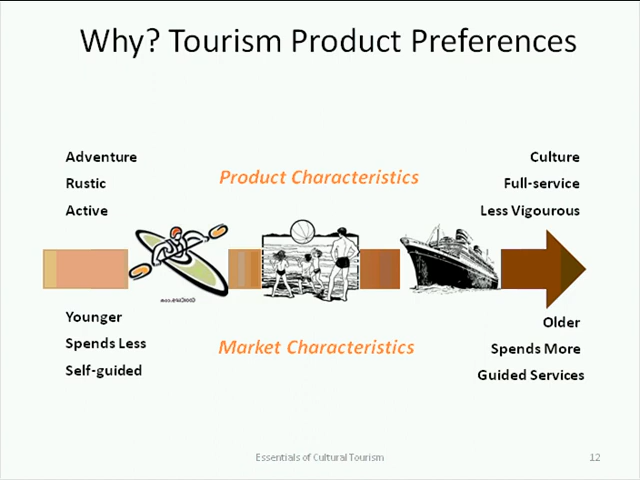 Why? Tourism Product Preferences
Adventure
Rustic
Active
Product Characteristics
Culture
Full-service
Less Vigourous
Younger
Spends Less
Self-guided
Market Characteristics
Older
Spends More
Guided Services
Essentials of Cultural Tourism
12